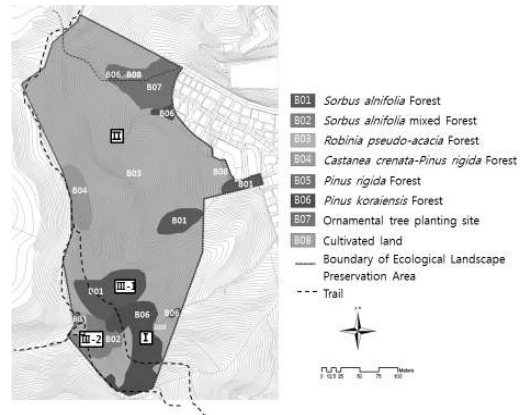 B06 B08
B07
B06
II
B03
B08
B01
B04
B01
III-1
B01
B06
B06
B08
III-2
B02
I
B01 Sorbus alnifolia Forest
B02 Sorbus alnifolia mixed Forest
B03 Robinia pseudo-acacia Forest
B04 Castanea crenata-Pinus rigida Forest
B05 Pinus rigida Forest
B06 Pinus koraiensis Forest
B07 Ornamental tree planting site
B08 Cultivated land
Boundary of Ecological Landscape
Preservation Area
Trail
0 12.5 25 50 75 100 Meters